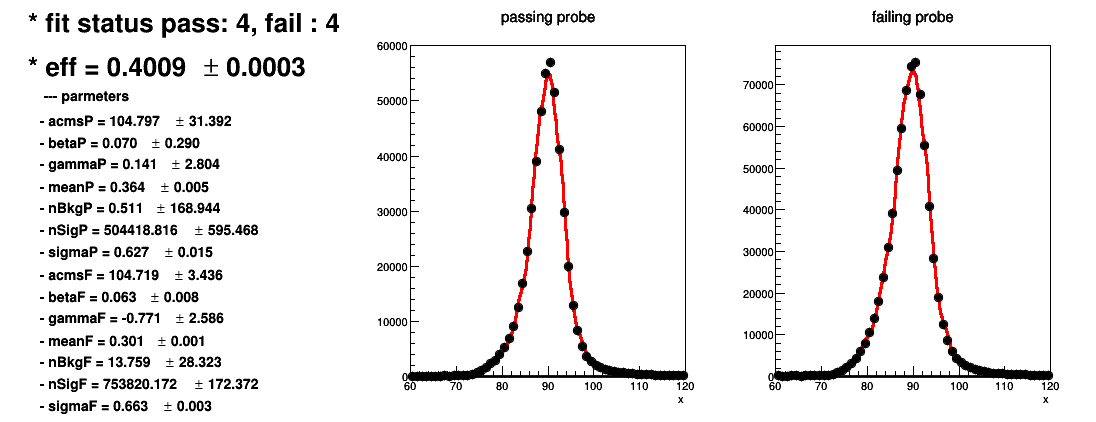 * fit status pass: 4, fail : 4
* eff = 0.4009 ± 0.0003
--- parmeters
- acmsP = 104.797 ± 31.392
- betaP = 0.070 ± 0.290
- gammaP = 0.141 ± 2.804
- meanP = 0.364 ± 0.005
- nBkgP = 0.511 ± 168.944
- nSigP = 504418.816 ± 595.468
- sigmaP = 0.627 ± 0.015
- acmsF = 104.719 ± 3.436
- betaF = 0.063 ± 0.008
- gammaF = -0.771 ± 2.586
- meanF = 0.301 ± 0.001
- nBkgF = 13.759 ± 28.323
- nSigF = 753820.172 ± 172.372
- sigmaF = 0.663 ± 0.003
passing probe
60000
50000
40000
30000
20000
10000
0
60 70 80 90 100 110 120
x
failing probe
70000
60000
50000
40000
30000
20000
10000
0
60 70 80 90 100 110 120
x